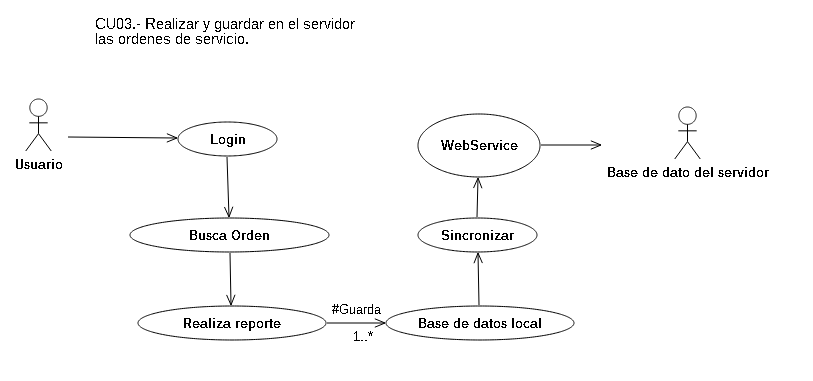 CU03.- Realizar y guardar en el servidor
las ordenes de servicio.
Usuario
Login
WebService
Base de dato del servidor
Busca Orden
Sincronizar
Realiza reporte
#Guarda
1..*
Base de datos local